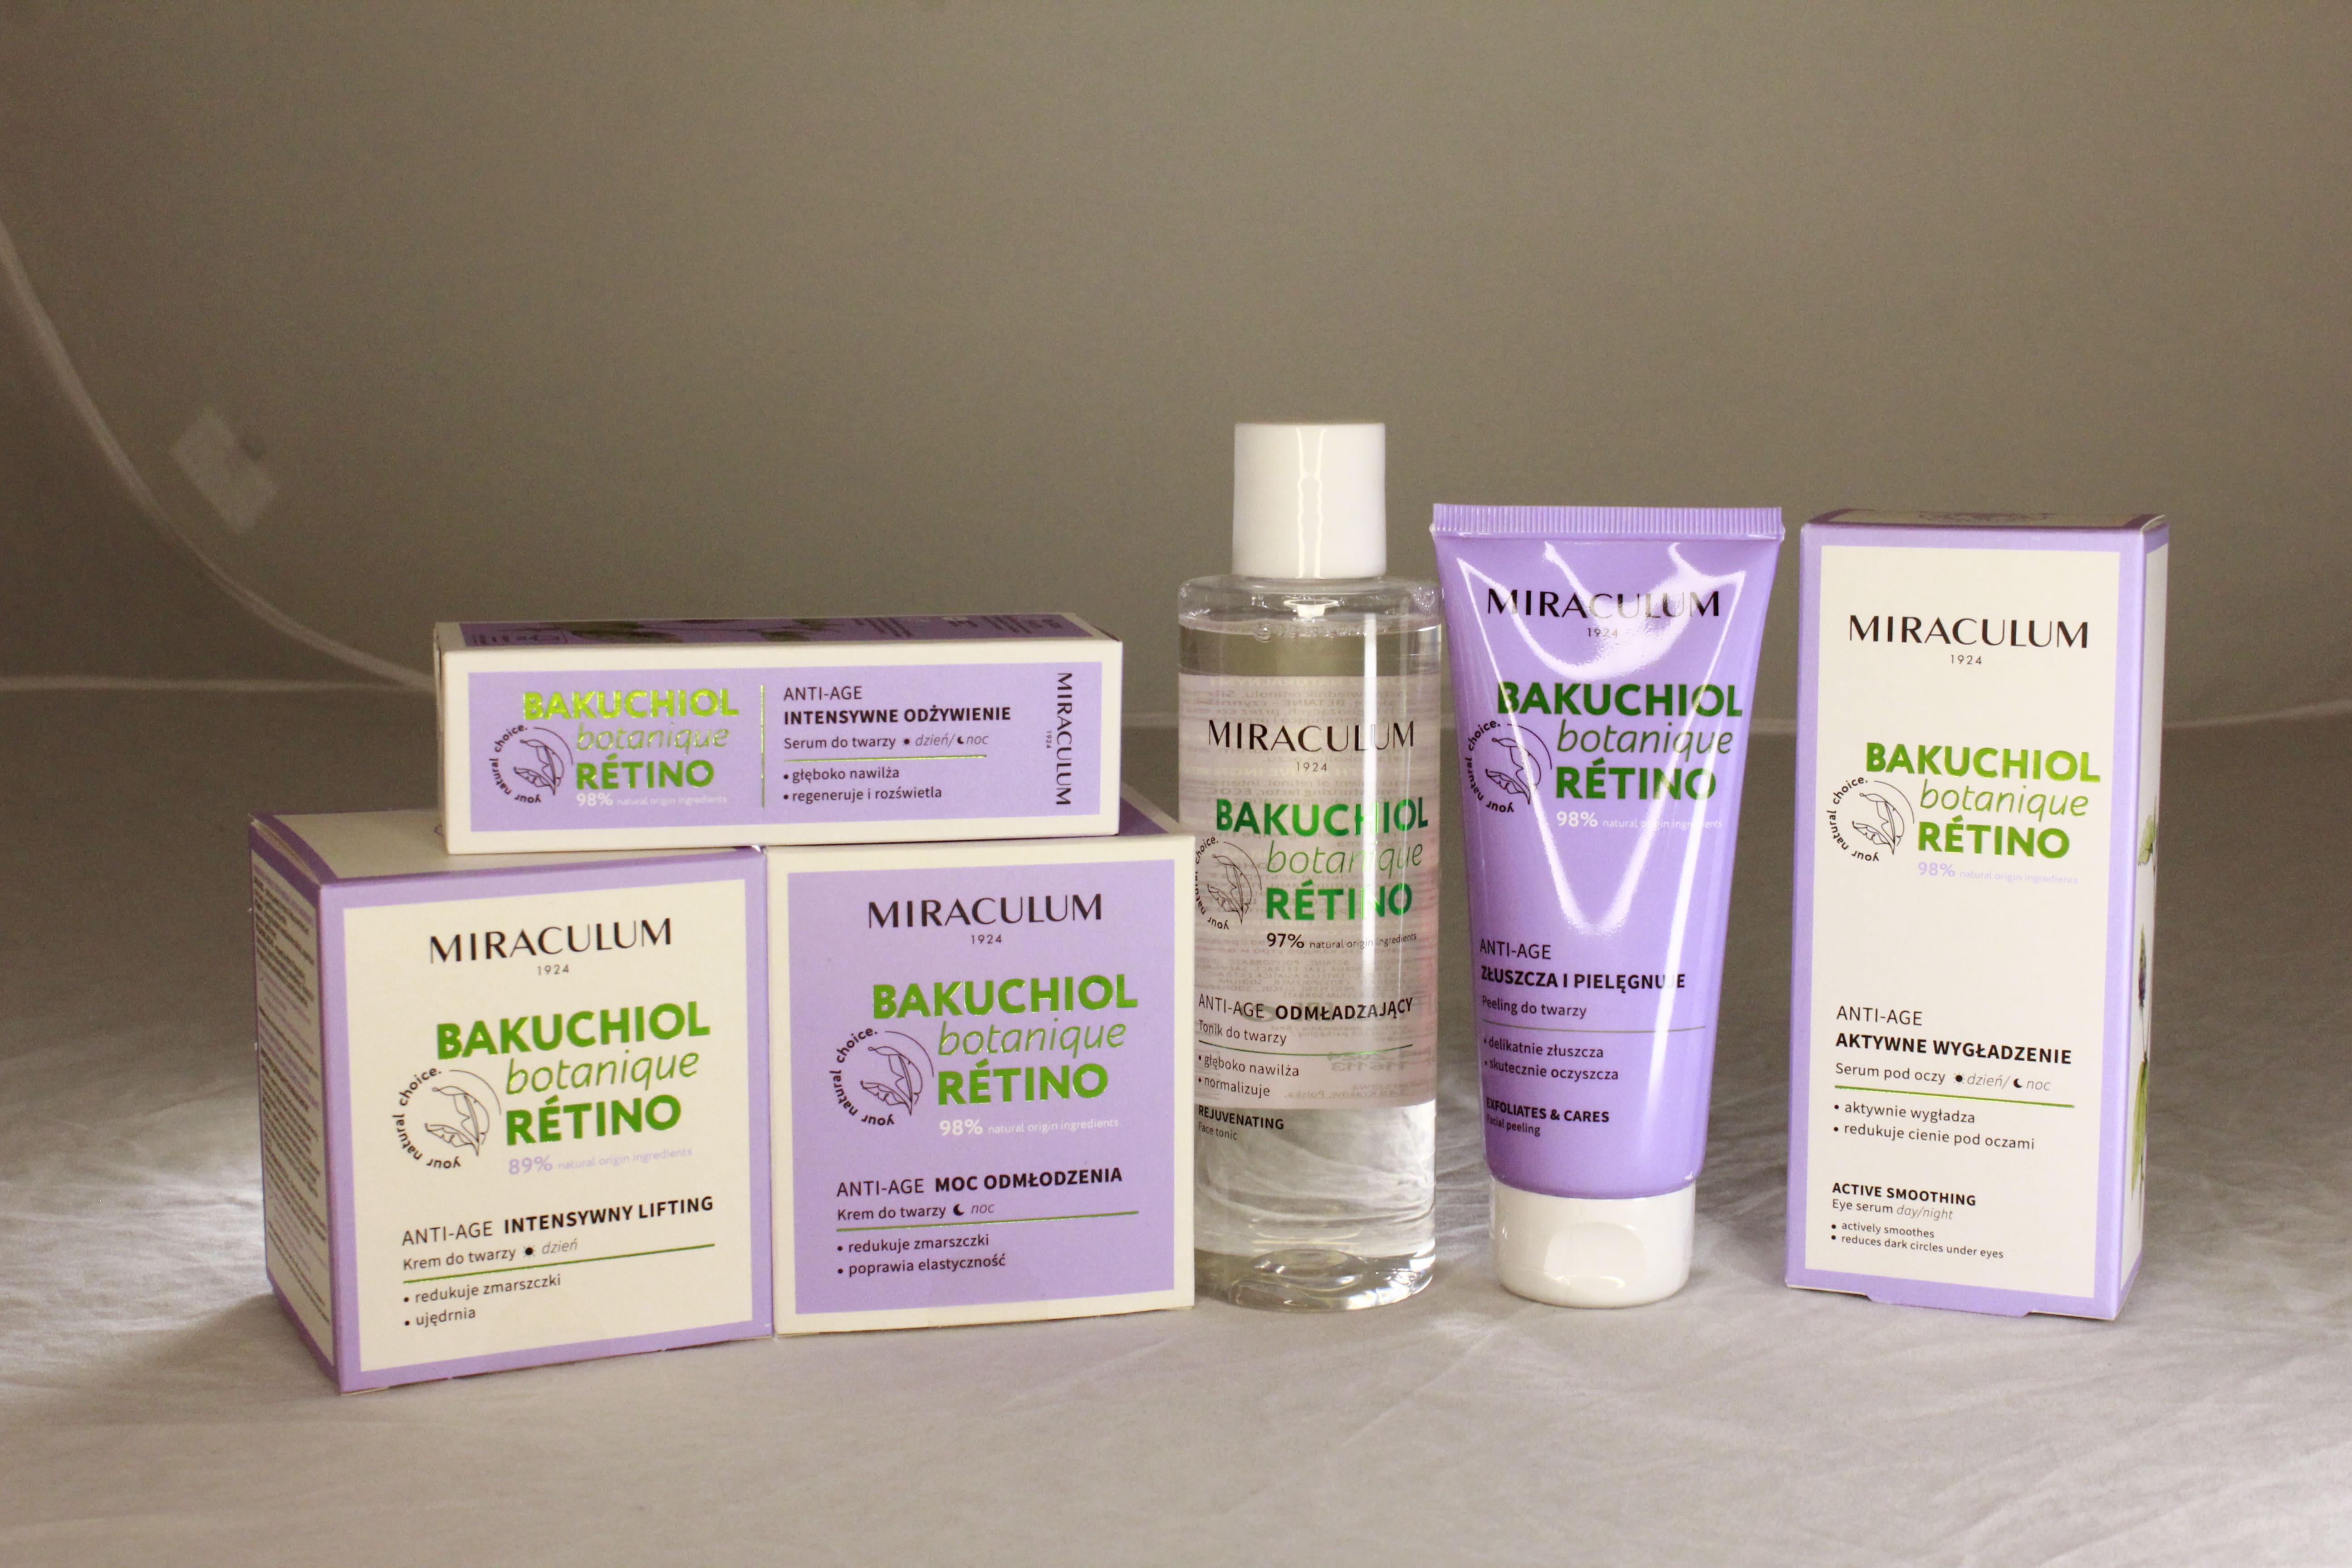 BAKUCHIOL
botanique
RÉTINO
98% natural origin ingredients
your natural choice.
ANTI-AGE
INTENSYWNE ODŻYWIENIE
Serum do twarzy dzień/ noc
• głęboko nawilża
• regeneruje i rozświetla
MIRACULUM
1924
MIRACULUM
1924
BAKUCHIOL
botanique
RÉTINO
your natural choice.
89% natural origin ingredients
ANTI-AGE INTENSYWNY LIFTING
Krem do twarzy dzień
• redukuje zmarszczki
• ujędrnia
MIRACULUM
1924
BAKUCHIOL
botanique
RÉTINO
your natural choice.
98% natural origin ingredients
ANTI-AGE MOC ODMŁODZENIA
Krem do twarzy noc
• redukuje zmarszczki
• poprawia elastyczność
MIRACULUM
1924
BAKUCHIOL
botanique
RÉTINO
your natural choice.
97% natural origin ingredients
ANTI-AGE ODMŁADZAJĄCY
Tonik do twarzy
• głęboko nawilża
• normalizuje
REJUVENATING
Face tonic
MIRACULUM
1924
BAKUCHIOL
botanique
RÉTINO
your natural choice.
98% natural origin ingredients
ANTI-AGE
ZŁUSZCZA I PIELĘGNUJE
Peeling do twarzy
• delikatnie złuszcza
• skutecznie oczyszcza
EXFOLIATES & CARES
Facial peeling
MIRACULUM
1924
BAKUCHIOL
botanique
RÉTINO
your natural choice.
98% natural origin ingredients
ANTI-AGE
AKTYWNE WYGŁADZENIE
Serum pod oczy dzień/ noc
• aktywnie wygładza
• redukuje cienie pod oczami
ACTIVE SMOOTHING
Eye serum day/night
• actively smoothes
• reduces dark circles under eyes